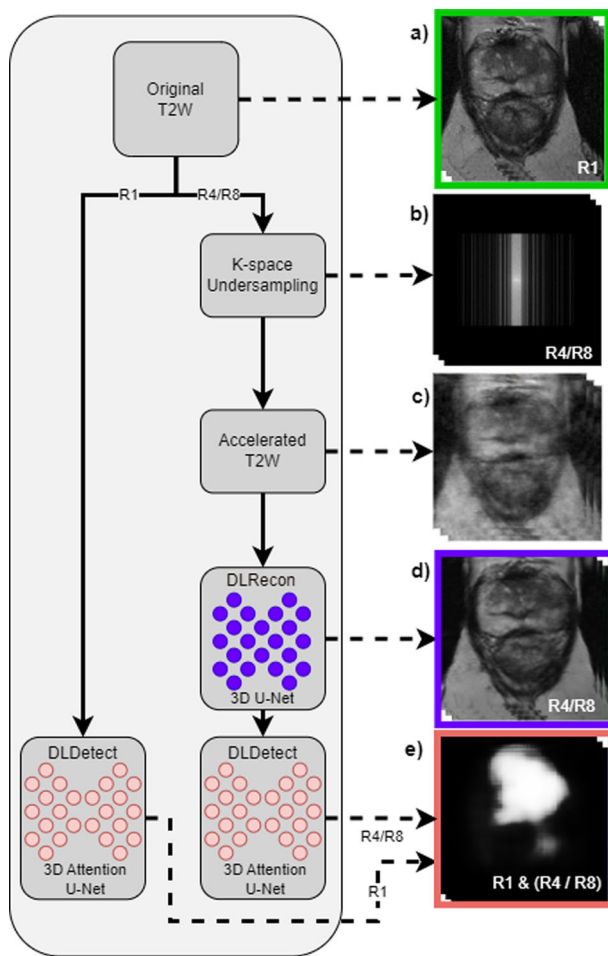 a)
Original
T2W
R1
R1
R4/R8
b)
K-space
Undersampling
R4/R8
c)
Accelerated
T2W
DLRecon
d)
3D U-Net
R4/R8
DLDetect
DLDetect
e)
3D Attention
U-Net
3D Attention
U-Net
R4/R8
R1
R1 & (R4 / R8)